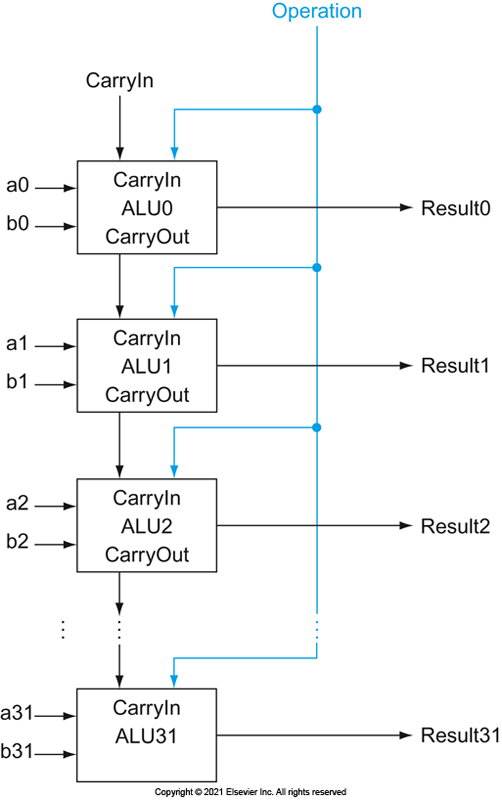 Operation
CarryIn
a0
b0
CarryIn
ALU0
CarryOut
Result0
a1
b1
CarryIn
ALU1
CarryOut
Result1
a2
b2
CarryIn
ALU2
CarryOut
Result2
a31
b31
CarryIn
ALU31
Result31
Copyright © 2021 Elsevier Inc. All rights reserved